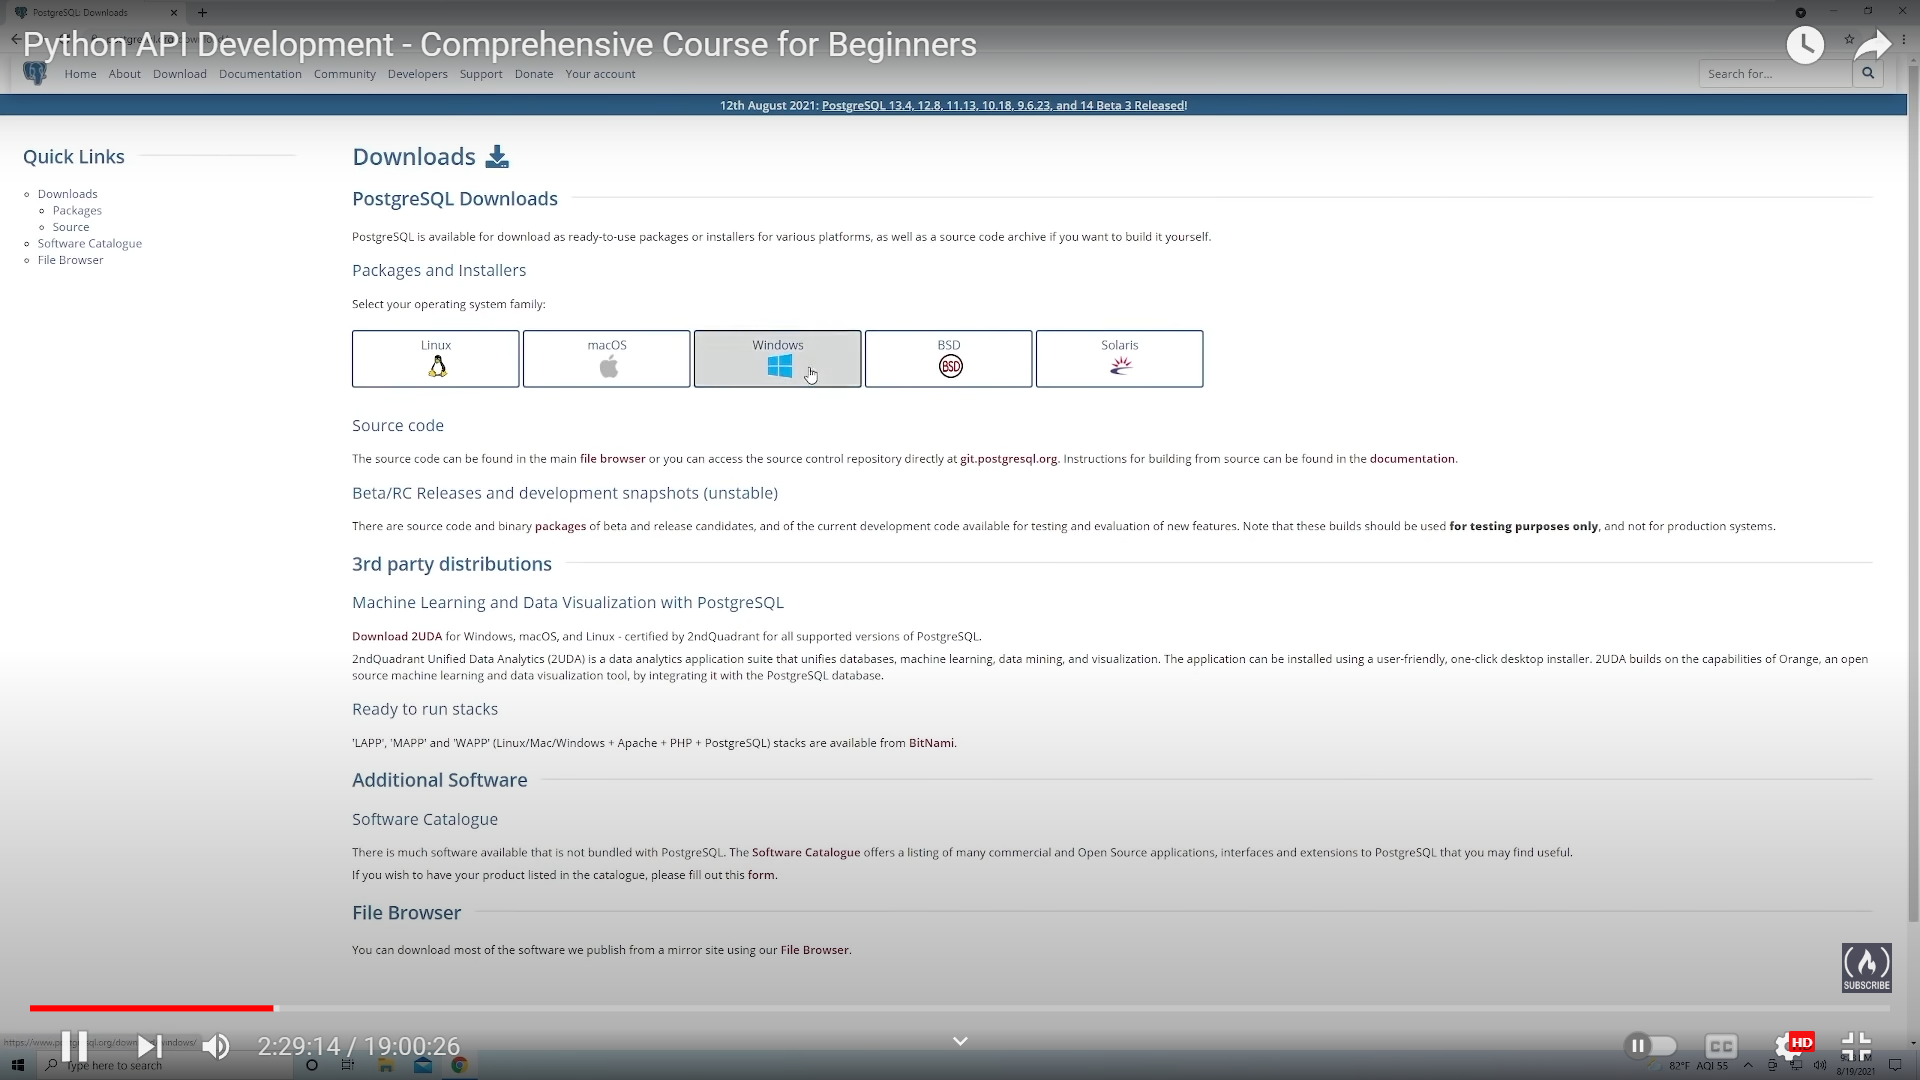 PostgreSQL: Downloads
Python API Development - Comprehensive Course for Beginners
Home About Download Documentation Community Developers Support Donate Your account
Search for...
12th August 2021: PostgreSQL 13.4, 12.8, 11.13, 10.18, 9.6.23, and 14 Beta 3 Released!
Quick Links
Downloads
Packages
Source
Software Catalogue
File Browser
Downloads
PostgreSQL Downloads
PostgreSQL is available for download as ready-to-use packages or installers for various platforms, as well as a source code archive if you want to build it yourself.
Packages and Installers
Select your operating system family:
Linux
macOS
Windows
BSD
BSD
Solaris
Source code
The source code can be found in the main file browser or you can access the source control repository directly at git.postgresql.org. Instructions for building from source can be found in the documentation.
Beta/RC Releases and development snapshots (unstable)
There are source code and binary packages of beta and release candidates, and of the current development code available for testing and evaluation of new features. Note that these builds should be used for testing purposes only, and not for production systems.
3rd party distributions
Machine Learning and Data Visualization with PostgreSQL
Download 2UDA for Windows, macOS, and Linux - certified by 2ndQuadrant for all supported versions of PostgreSQL.
2ndQuadrant Unified Data Analytics (2UDA) is a data analytics application suite that unifies databases, machine learning, data mining, and visualization. The application can be installed using a user-friendly, one-click desktop installer. 2UDA builds on the capabilities of Orange, an open
source machine learning and data visualization tool, by integrating it with the PostgreSQL database.
Ready to run stacks
'LAPP', 'MAPP' and 'WAPP' (Linux/Mac/Windows + Apache + PHP + PostgreSQL) stacks are available from BitNami.
Additional Software
Software Catalogue
There is much software available that is not bundled with PostgreSQL. The Software Catalogue offers a listing of many commercial and Open Source applications, interfaces and extensions to PostgreSQL that you may find useful.
If you wish to have your product listed in the catalogue, please fill out this form.
File Browser
You can download most of the software we publish from a mirror site using our File Browser.
SUBSCRIBE
2:29:14 / 19:00:26
CC
HD
Type here to search
82°F AQI 55
8/19/2021